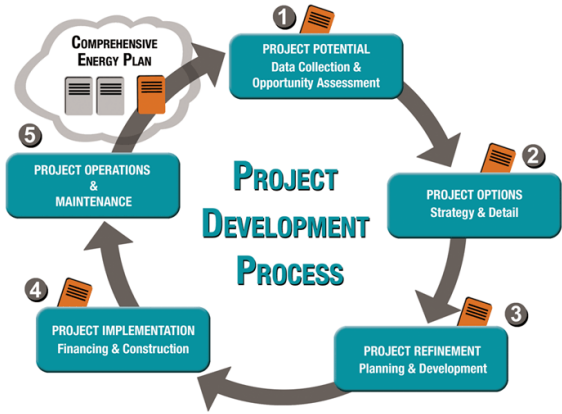 COMPREHENSIVE
ENERGY PLAN
1
PROJECT POTENTIAL
Data Collection &
Opportunity Assessment
2
PROJECT OPTIONS
Strategy & Detail
3
PROJECT REFINEMENT
Planning & Development
4
PROJECT IMPLEMENTATION
Financing & Construction
5
PROJECT OPERATIONS
&
MAINTENANCE
PROJECT
DEVELOPMENT
PROCESS